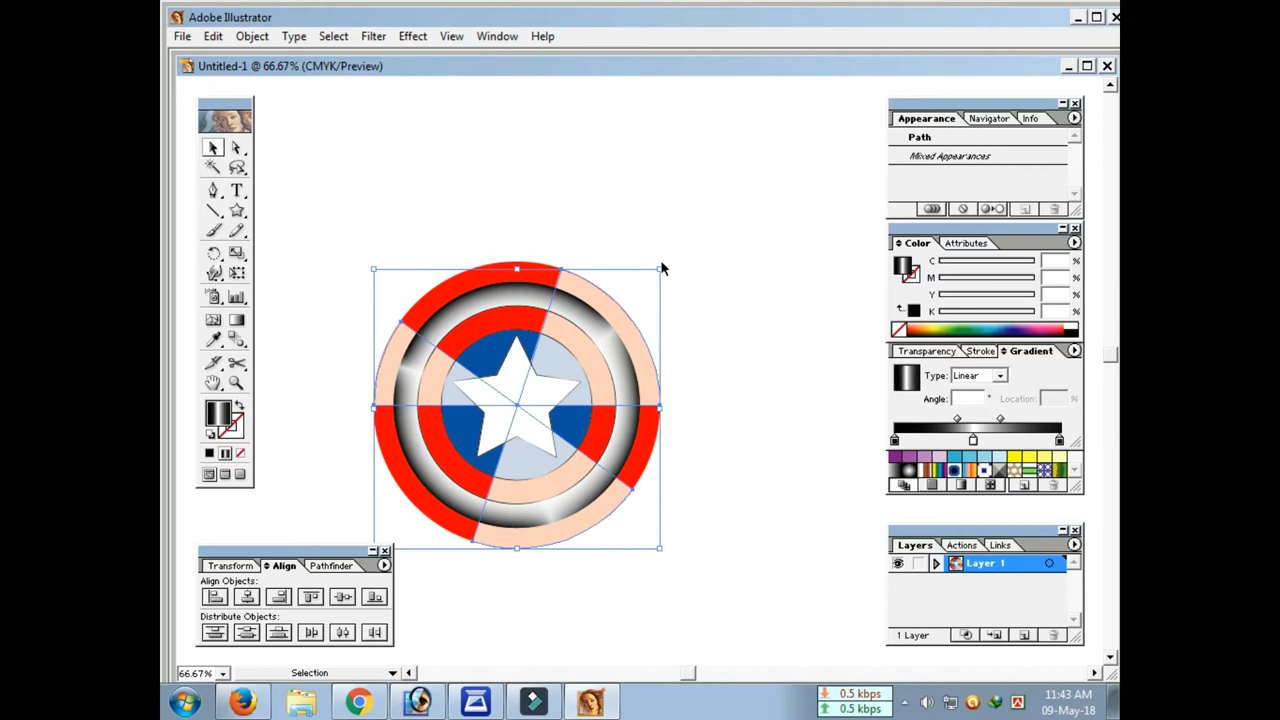 Adobe Illustrator
File Edit Object Type Select Filter Effect View Window Help
Untitled-1 @ 66.67% (CMYK/Preview)
Appearance Navigator Info
Path
Mixed Appearances
Color Attributes
C %
M %
Y %
K %
Transparency Stroke Gradient
Type: Linear
Angle: ° Location: %
Transform Align Pathfinder
Align Objects:
Distribute Objects:
Layers Actions Links
Layer 1
1 Layer
66.67% Selection
0.5 kbps
0.5 kbps
11:43 AM
09-May-18